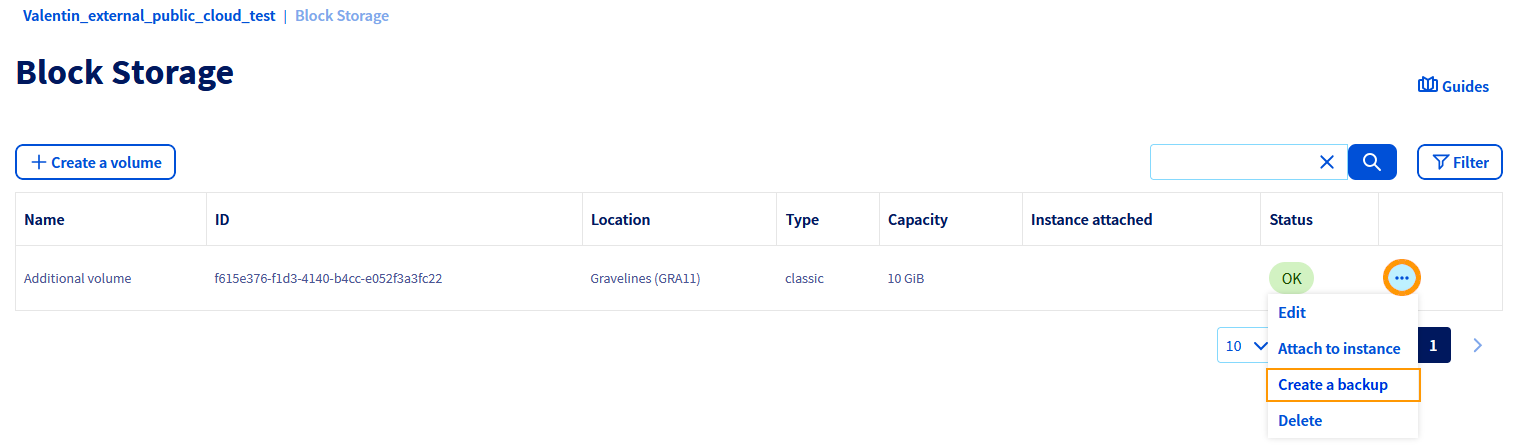 Valentin_external_public_cloud_test | Block Storage
Block Storage
Guides
Create a volume
Filter
Name ID Location Type Capacity Instance attached Status
Additional volume f615e376-f1d3-4140-b4cc-e052f3a3fc22 Gravelines (GRA11) classic 10 GiB OK
Edit
10 1
Attach to instance
Create a backup
Delete